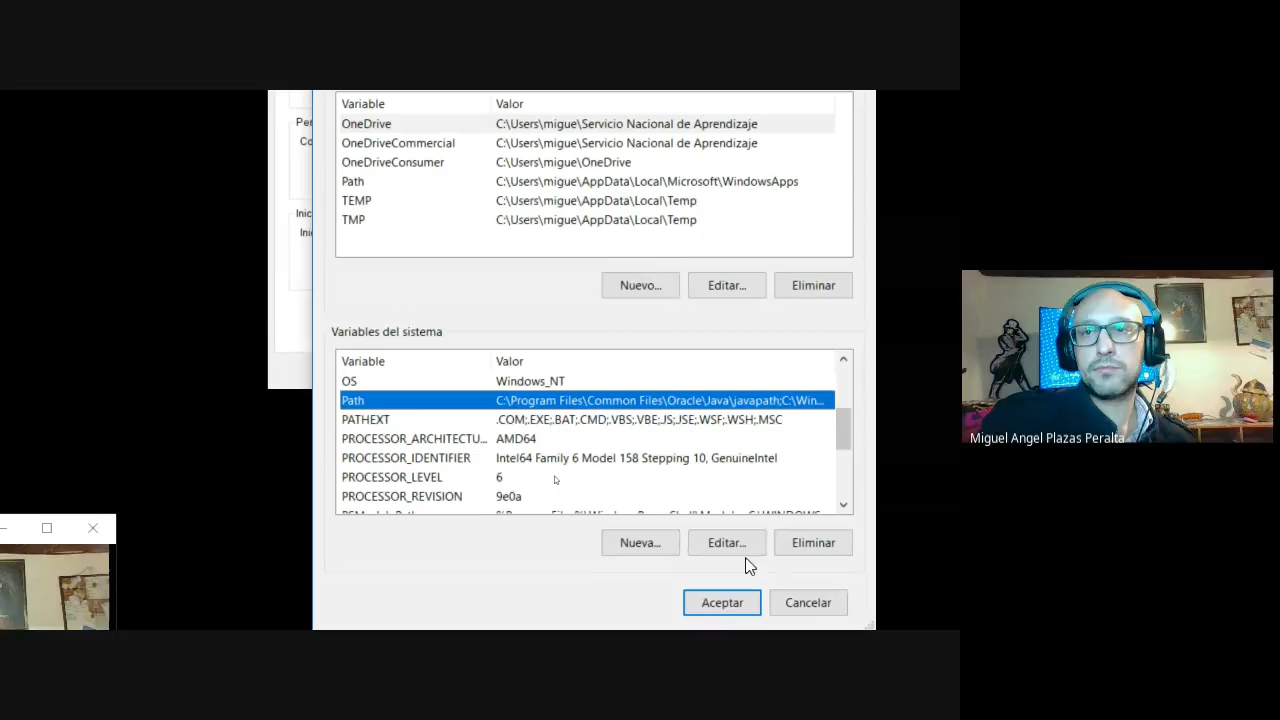 Variable Valor
OneDrive C:\Users\migue\Servicio Nacional de Aprendizaje
OneDriveCommercial C:\Users\migue\Servicio Nacional de Aprendizaje
OneDriveConsumer C:\Users\migue\OneDrive
Path C:\Users\migue\AppData\Local\Microsoft\WindowsApps
TEMP C:\Users\migue\AppData\Local\Temp
TMP C:\Users\migue\AppData\Local\Temp
Nuevo... Editar... Eliminar
Variables del sistema
Variable Valor
OS Windows_NT
Path C:\Program Files\Common Files\Oracle\Java\javapath;C:\Win...
PATHEXT .COM;.EXE;.BAT;.CMD;.VBS;.VBE;.JS;.JSE;.WSF;.WSH;.MSC
PROCESSOR_ARCHITECTU... AMD64
PROCESSOR_IDENTIFIER Intel64 Family 6 Model 158 Stepping 10, GenuineIntel
PROCESSOR_LEVEL 6
PROCESSOR_REVISION 9e0a
Nueva... Editar... Eliminar
Aceptar Cancelar
Per
Co
Inic
Ini
Miguel Angel Plazas Peralta